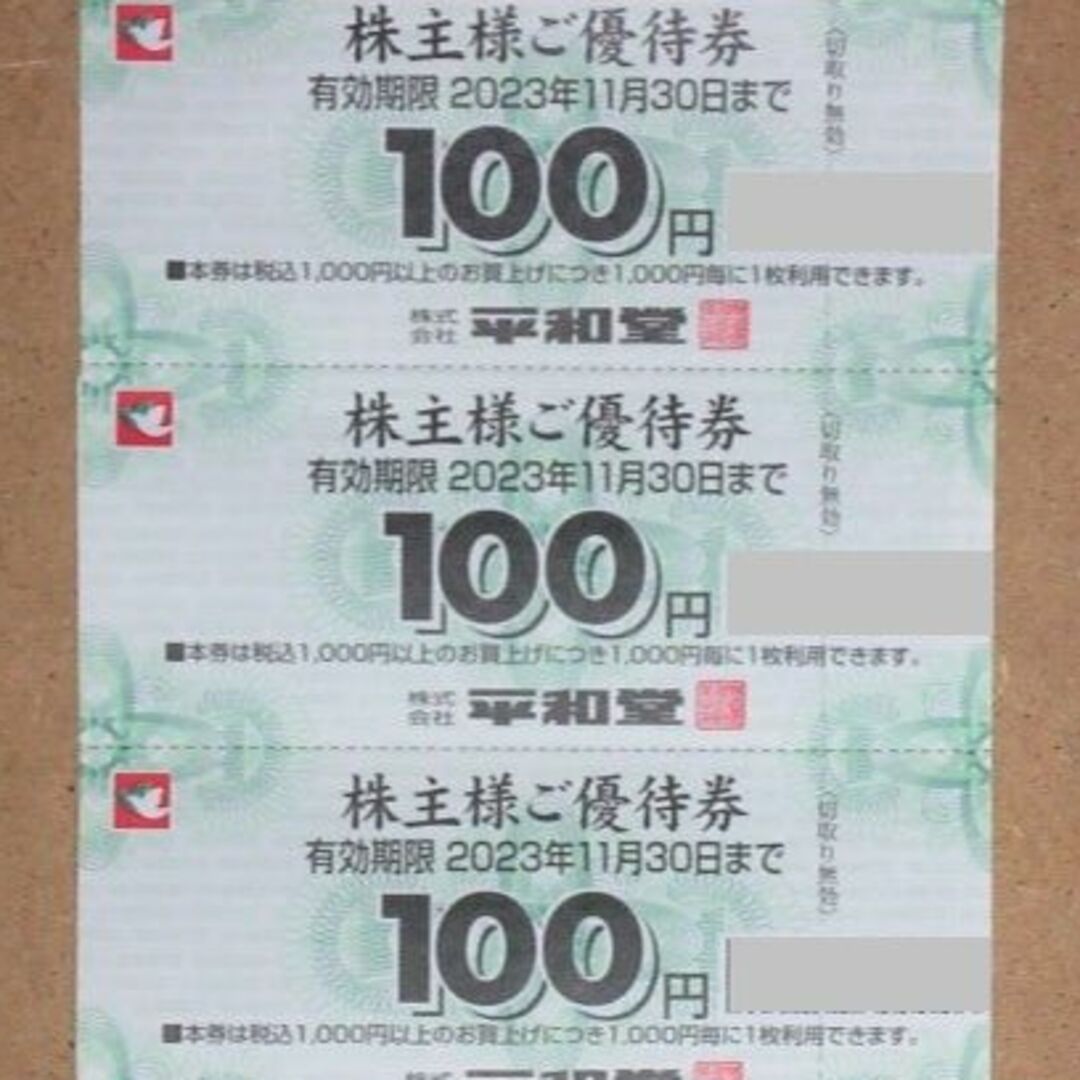 株主様ご優待券
有効期限 2023年11月30日まで
100円
〈切取り無効〉
■本券は税込1,000円以上のお買上げにつき1,000円毎に1枚利用できます。
株式会社 平和堂
株主様ご優待券
有効期限 2023年11月30日まで
100円
〈切取り無効〉
■本券は税込1,000円以上のお買上げにつき1,000円毎に1枚利用できます。
株式会社 平和堂
株主様ご優待券
有効期限 2023年11月30日まで
100円
〈切取り無効〉
■本券は税込1,000円以上のお買上げにつき1,000円毎に1枚利用できます。